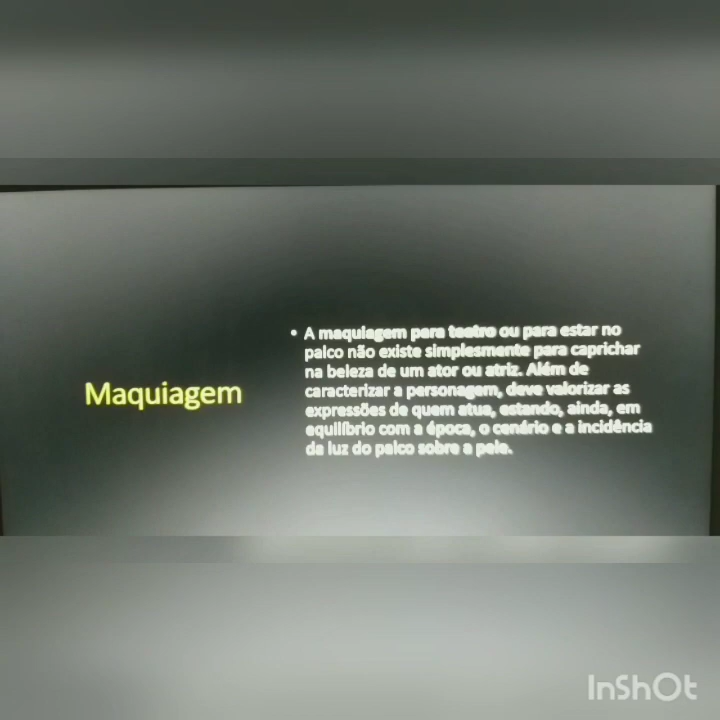 Maquiagem
• A maquiagem para teatro ou para estar no
palco não existe simplesmente para caprichar
na beleza de um ator ou atriz. Além de
caracterizar a personagem, deve valorizar as
expressões de quem atua, estando, ainda, em
equilíbrio com a época, o cenário e a incidência
da luz do palco sobre a pele.
InShOt